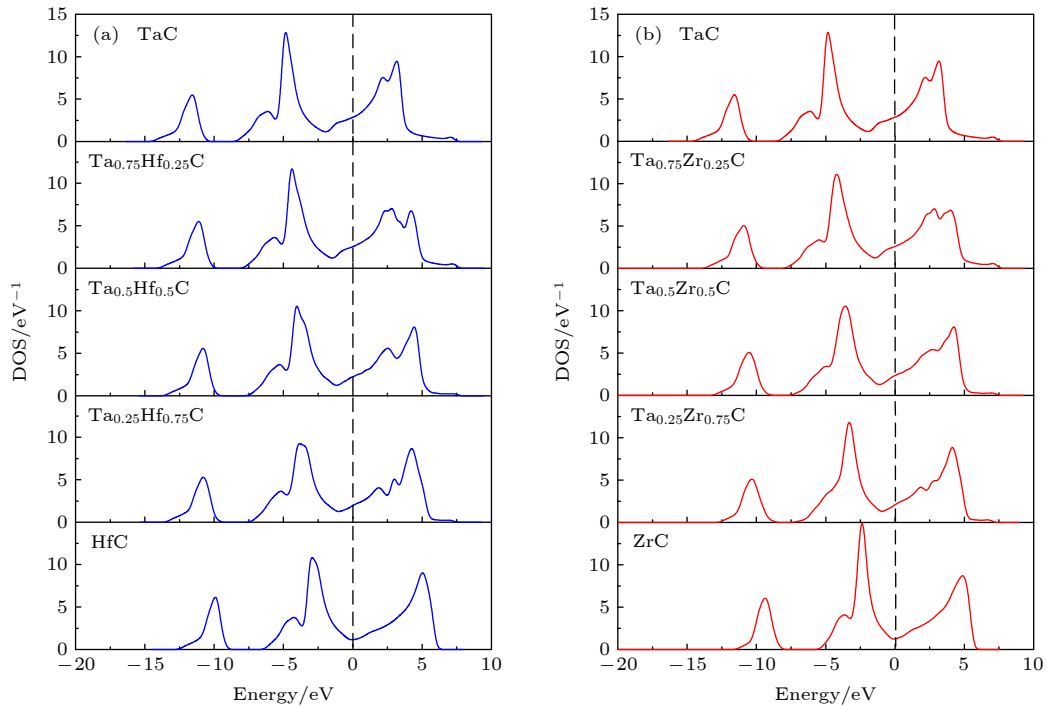 (a) TaC
15
10
5
0
Ta₀.₇₅Hf₀.₂₅C
10
5
0
Ta₀.₅Hf₀.₅C
10
5
0
Ta₀.₂₅Hf₀.₇₅C
10
5
0
HfC
10
5
0
−20 −15 −10 −5 0 5 10
Energy/eV
DOS/eV⁻¹
(b) TaC
15
10
5
0
Ta₀.₇₅Zr₀.₂₅C
10
5
0
Ta₀.₅Zr₀.₅C
10
5
0
Ta₀.₂₅Zr₀.₇₅C
10
5
0
ZrC
10
5
0
−20 −15 −10 −5 0 5 10
Energy/eV
DOS/eV⁻¹